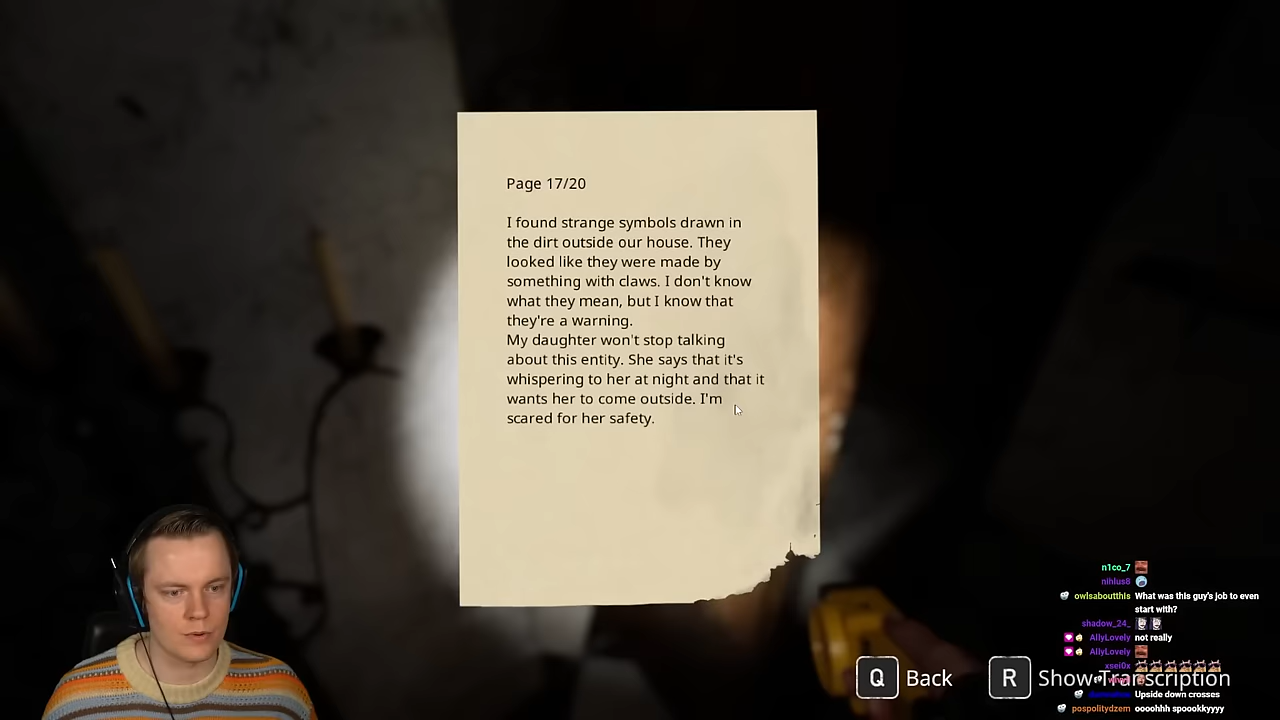 Page 17/20
I found strange symbols drawn in
the dirt outside our house. They
looked like they were made by
something with claws. I don't know
what they mean, but I know that
they're a warning.
My daughter won't stop talking
about this entity. She says that it's
whispering to her at night and that it
wants her to come outside. I'm
scared for her safety.
n1co_7
nihlus8
owlsaboutthis What was this guy's job to even
start with?
shadow_24_
AllyLovely not really
AllyLovely
xsei0x
Upside down crosses
pospolitydzem oooohhh spoookkyyyy
Q Back R Show Transcription